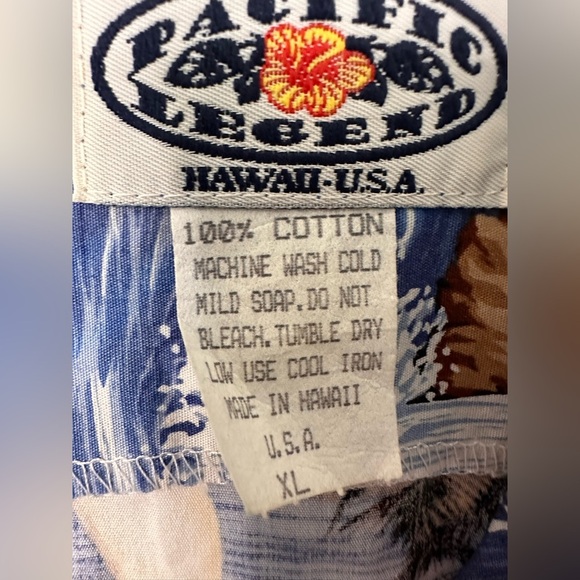 PACIFIC
LEGEND
HAWAII-U.S.A.
100% COTTON
MACHINE WASH COLD
MILD SOAP.DO NOT
BLEACH.TUMBLE DRY
LOW USE COOL IRON
MADE IN HAWAII
U.S.A.
XL